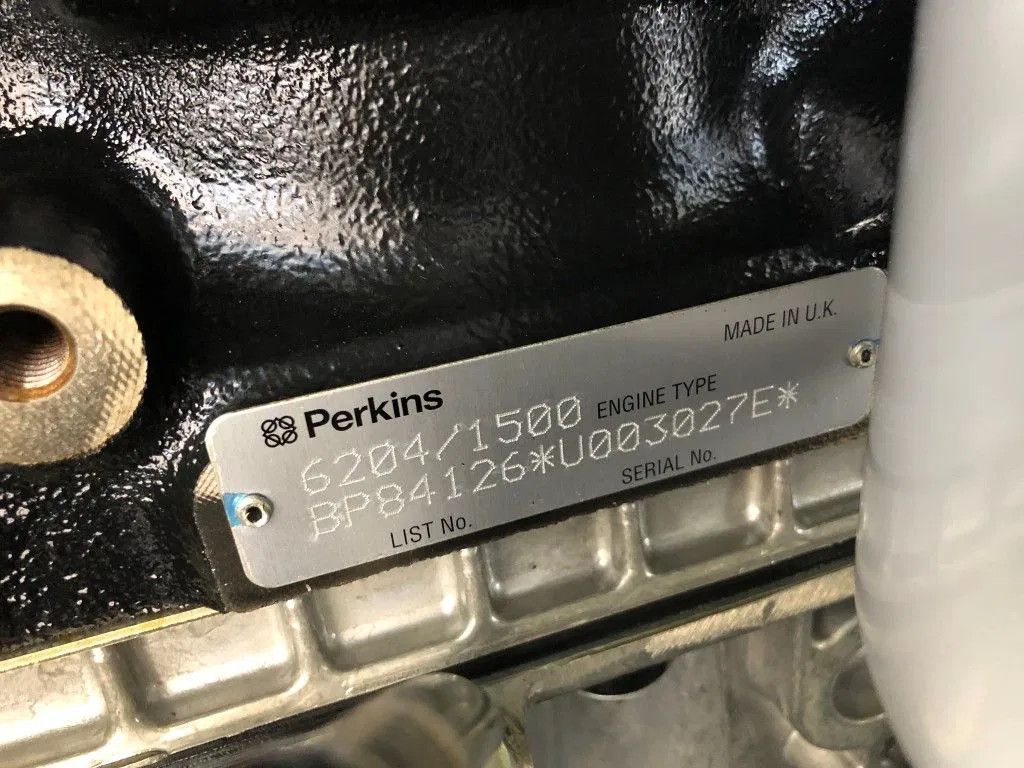 MADE IN U.K.
Perkins
6204/1500 ENGINE TYPE
BP84126*U003027E*
LIST No. SERIAL No.